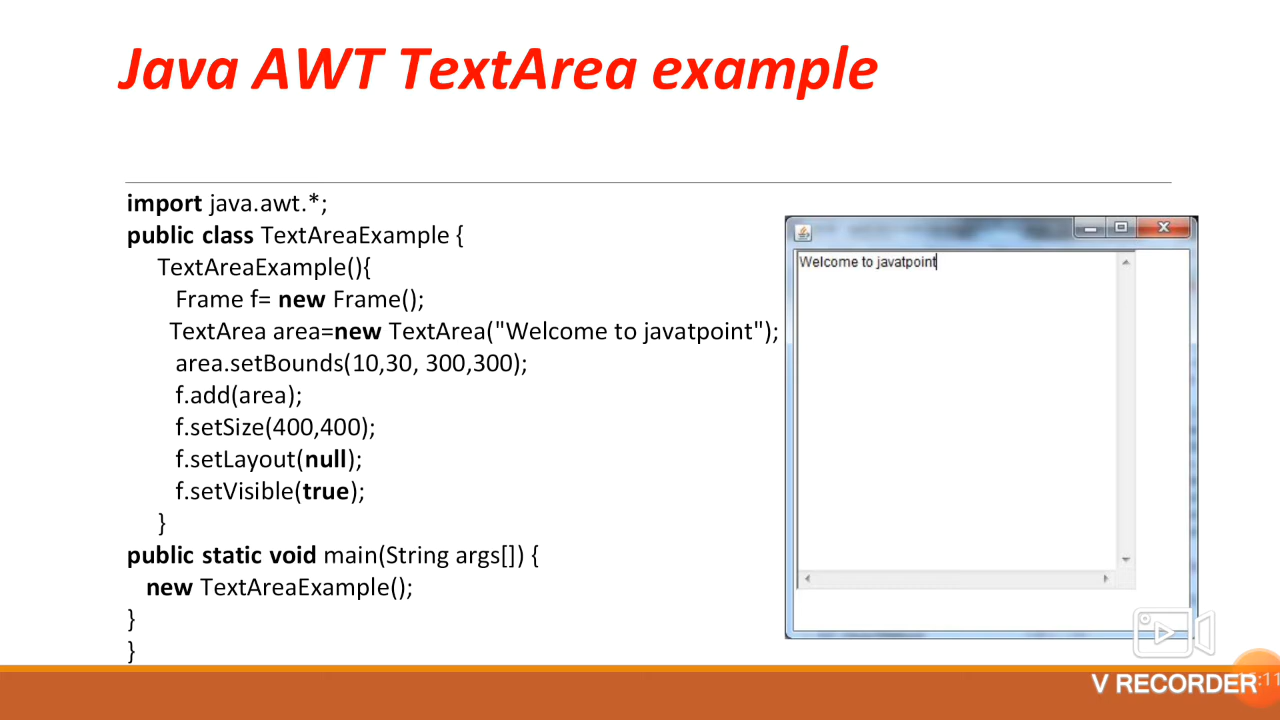 Java AWT TextArea example
import java.awt.*;
public class TextAreaExample {
TextAreaExample(){
Frame f= new Frame();
TextArea area=new TextArea("Welcome to javatpoint");
area.setBounds(10,30, 300,300);
f.add(area);
f.setSize(400,400);
f.setLayout(null);
f.setVisible(true);
}
public static void main(String args[]) {
new TextAreaExample();
}
}
Welcome to javatpoint
V RECORDER